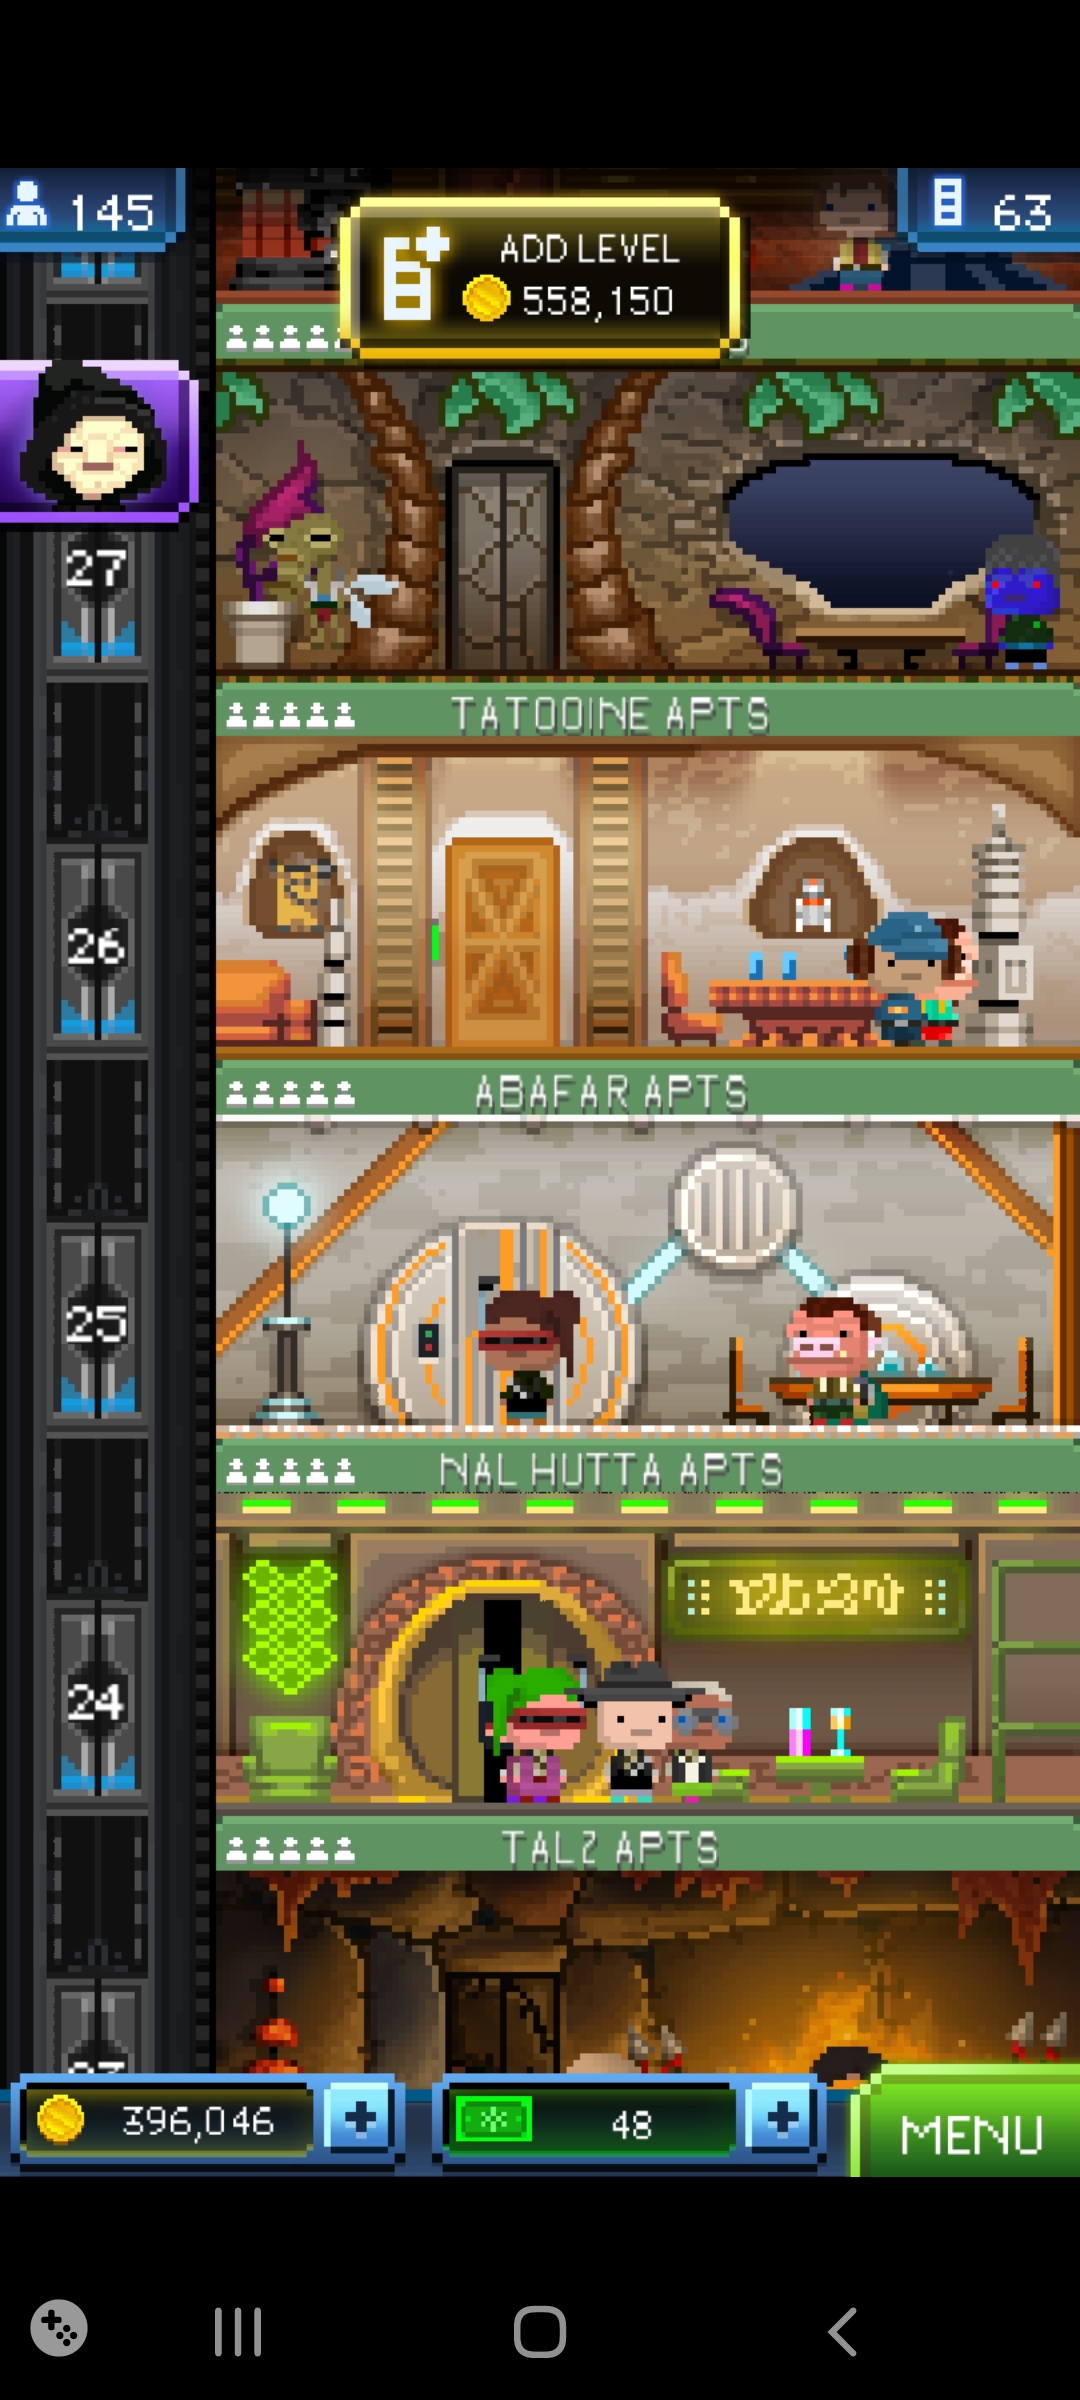 145
63
ADD LEVEL
558,150
27
TATOOINE APTS
26
ABAFAR APTS
25
NAL HUTTA APTS
24
TALZ APTS
396,046
48
MENU